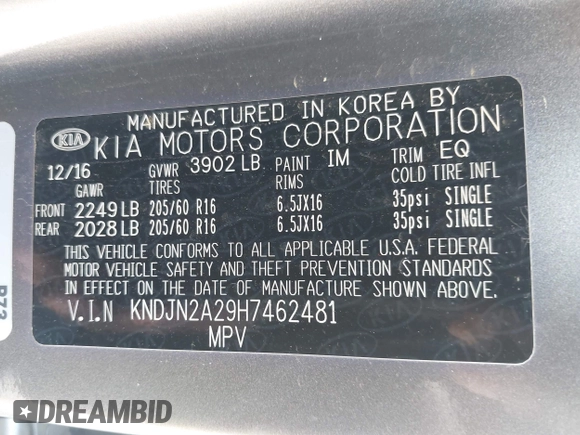 MANUFACTURED IN KOREA BY
KIA KIA MOTORS CORPORATION
12/16 GVWR 3902 LB PAINT IM TRIM EQ
GAWR TIRES RIMS COLD TIRE INFL
FRONT 2249 LB 205/60 R16 6.5JX16 35psi SINGLE
REAR 2028 LB 205/60 R16 6.5JX16 35psi SINGLE
THIS VEHICLE CONFORMS TO ALL APPLICABLE U.S.A. FEDERAL
MOTOR VEHICLE SAFETY AND THEFT PREVENTION STANDARDS
IN EFFECT ON THE DATE OF MANUFACTURE SHOWN ABOVE.
V.I.N KNDJN2A29H7462481
MPV
DREAMBID